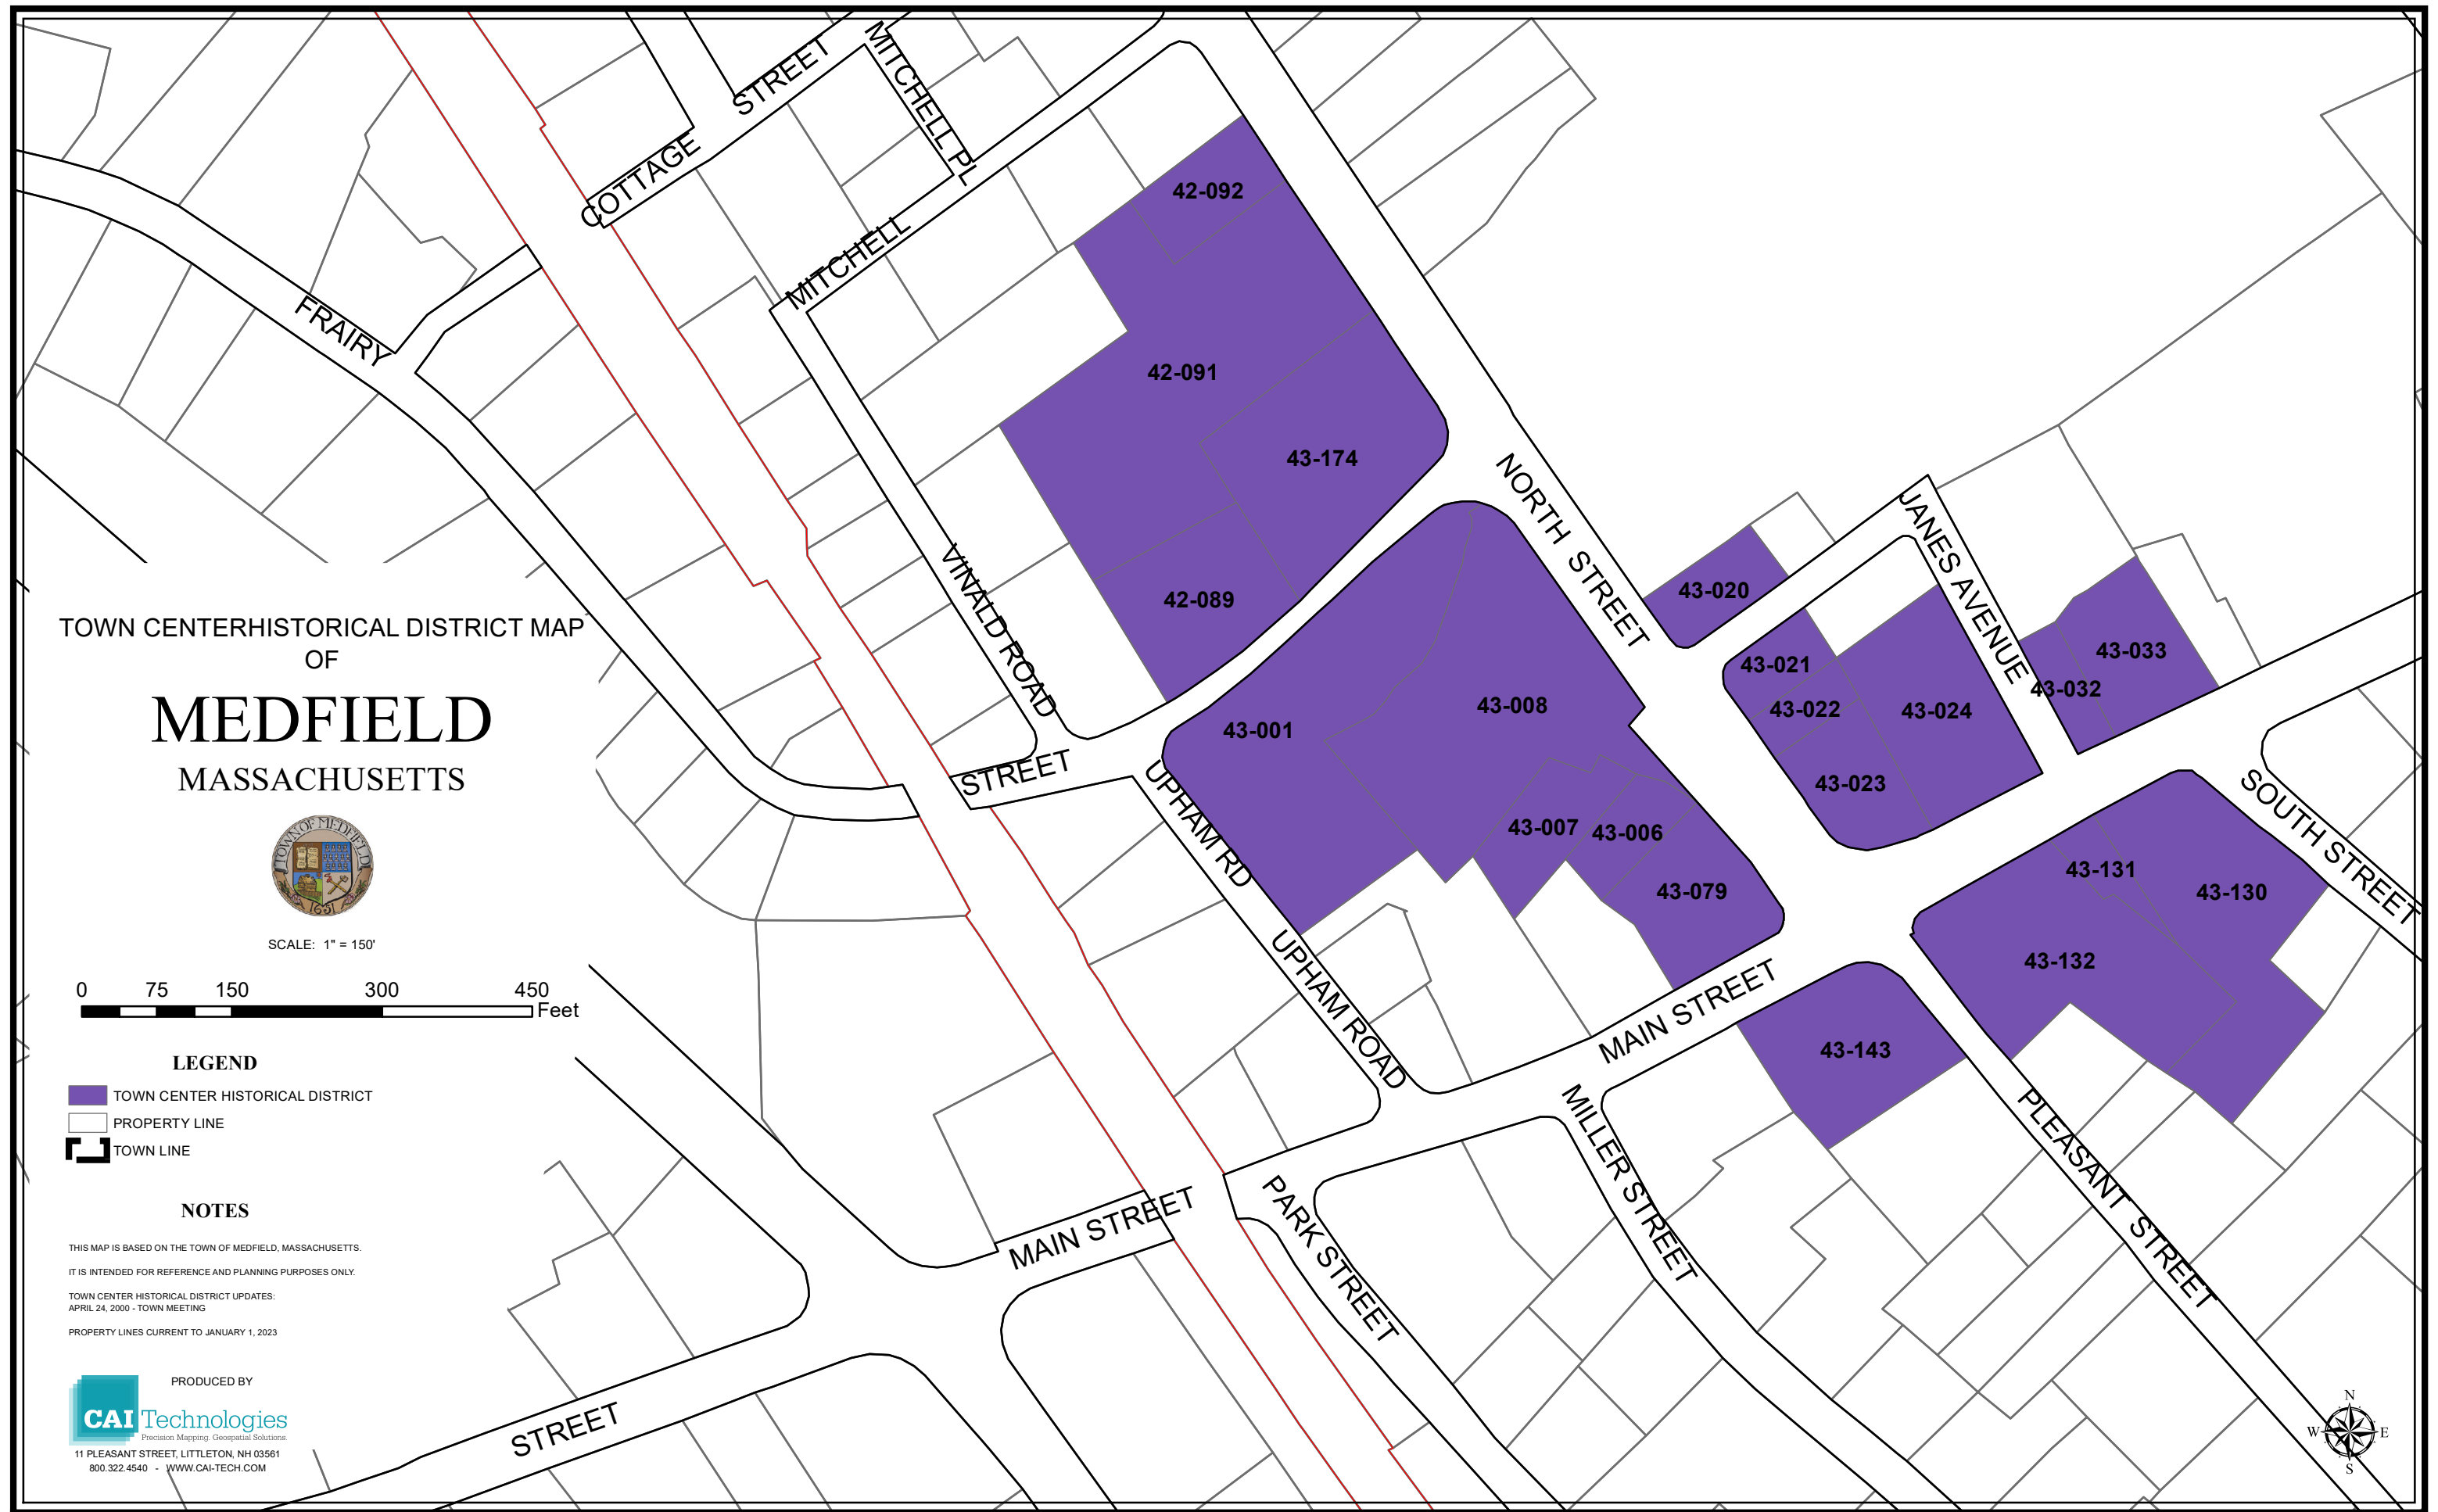 STREET
MITCHELL PL
COTTAGE
42-092
MITCHELL
FRAIRY
42-091
43-174
NORTH STREET
JANES AVENUE
VINALD ROAD
43-020
42-089
43-021
43-033
43-032
43-022
43-024
43-008
43-001
43-023
STREET
UPHAM RD
SOUTH STREET
43-007
43-006
43-079
43-131
43-130
43-132
UPHAM ROAD
MAIN STREET
43-143
MILLER STREET
PLEASANT STREET
MAIN STREET
PARK STREET
STREET
TOWN CENTERHISTORICAL DISTRICT MAP
OF
MEDFIELD
MASSACHUSETTS
TOWN OF MEDFIELD
1651
SCALE: 1" = 150'
0 75 150 300 450
Feet
LEGEND
TOWN CENTER HISTORICAL DISTRICT
PROPERTY LINE
TOWN LINE
NOTES
THIS MAP IS BASED ON THE TOWN OF MEDFIELD, MASSACHUSETTS.
IT IS INTENDED FOR REFERENCE AND PLANNING PURPOSES ONLY.
TOWN CENTER HISTORICAL DISTRICT UPDATES:
APRIL 24, 2000 - TOWN MEETING
PROPERTY LINES CURRENT TO JANUARY 1, 2023
PRODUCED BY
CAI Technologies
Precision Mapping. Geospatial Solutions.
11 PLEASANT STREET, LITTLETON, NH 03561
800.322.4540 - WWW.CAI-TECH.COM
N
W E
S